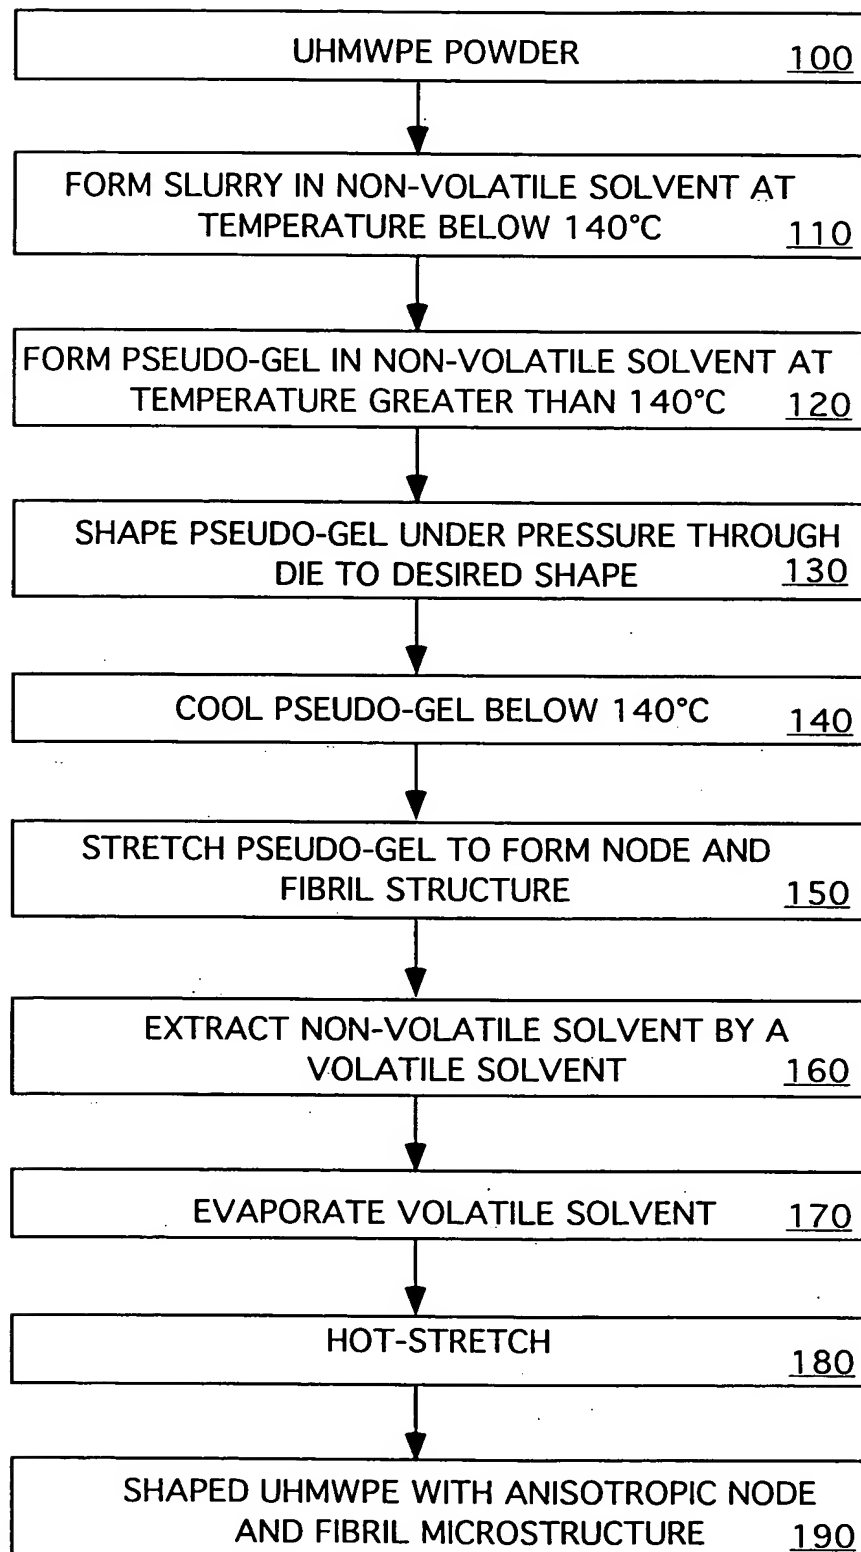 UHMWPE POWDER 100
FORM SLURRY IN NON-VOLATILE SOLVENT AT
TEMPERATURE BELOW 140°C 110
FORM PSEUDO-GEL IN NON-VOLATILE SOLVENT AT
TEMPERATURE GREATER THAN 140°C 120
SHAPE PSEUDO-GEL UNDER PRESSURE THROUGH
DIE TO DESIRED SHAPE 130
COOL PSEUDO-GEL BELOW 140°C 140
STRETCH PSEUDO-GEL TO FORM NODE AND
FIBRIL STRUCTURE 150
EXTRACT NON-VOLATILE SOLVENT BY A
VOLATILE SOLVENT 160
EVAPORATE VOLATILE SOLVENT 170
HOT-STRETCH 180
SHAPED UHMWPE WITH ANISOTROPIC NODE
AND FIBRIL MICROSTRUCTURE 190